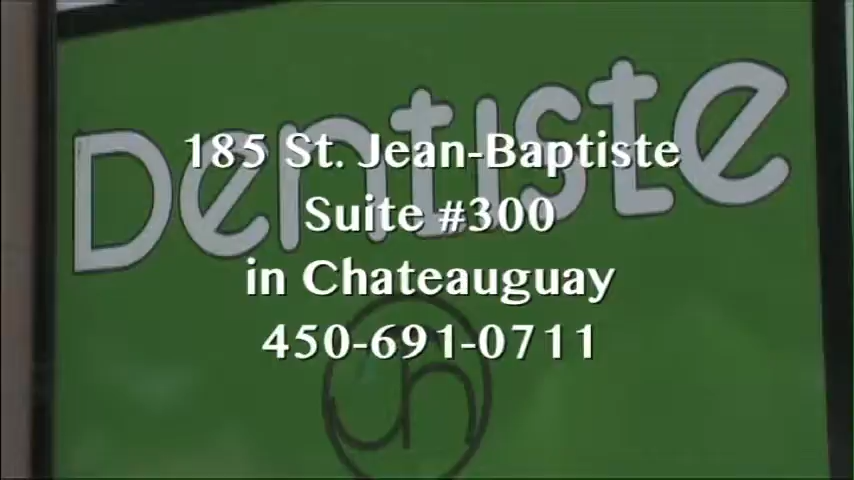 Dentiste
185 St. Jean-Baptiste
Suite #300
in Chateauguay
450-691-0711